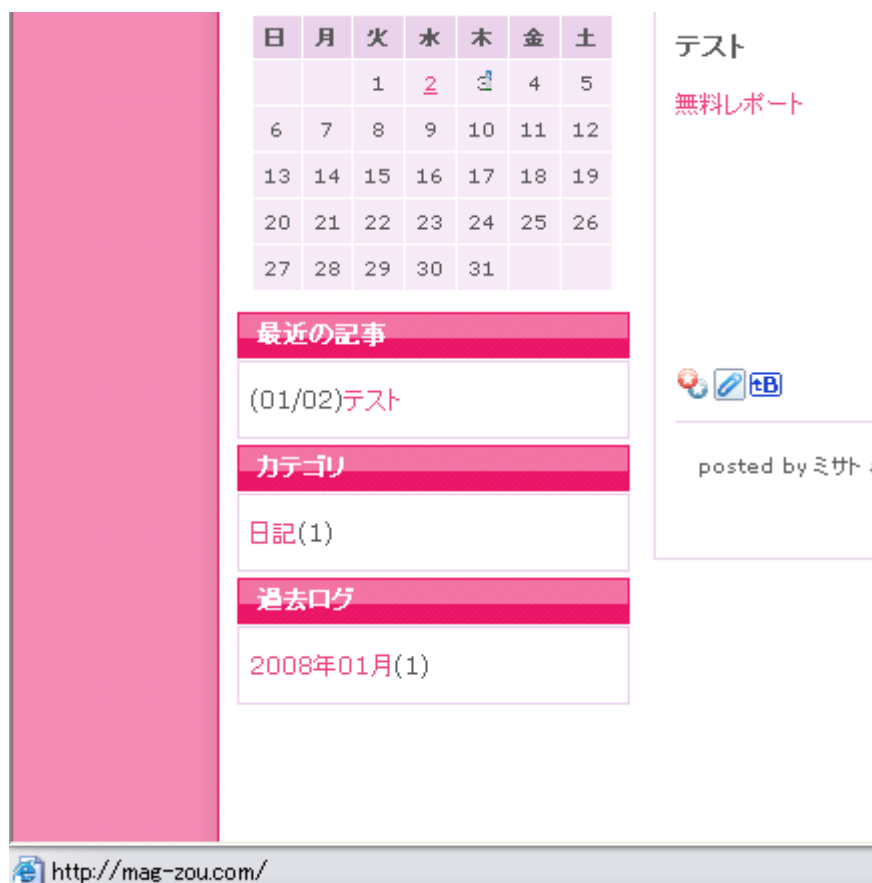 日 月 火 水 木 金 土
1 2 3 4 5
6 7 8 9 10 11 12
13 14 15 16 17 18 19
20 21 22 23 24 25 26
27 28 29 30 31
最近の記事
(01/02)テスト
カテゴリ
日記(1)
過去ログ
2008年01月(1)
テスト
無料レポート
tB
posted by ミサト
http://mag-zou.com/